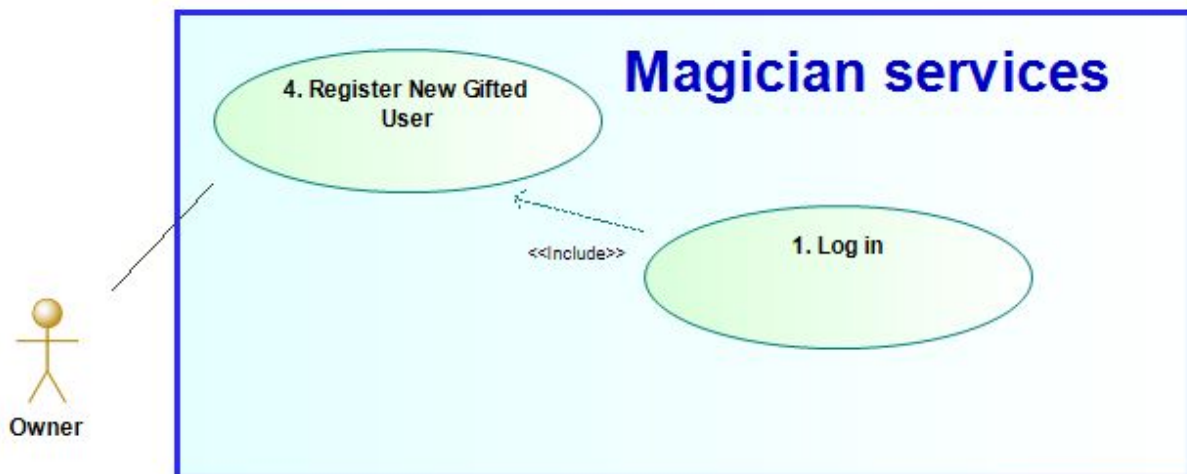 Magician services
4. Register New Gifted
User
<<Include>>
1. Log in
Owner